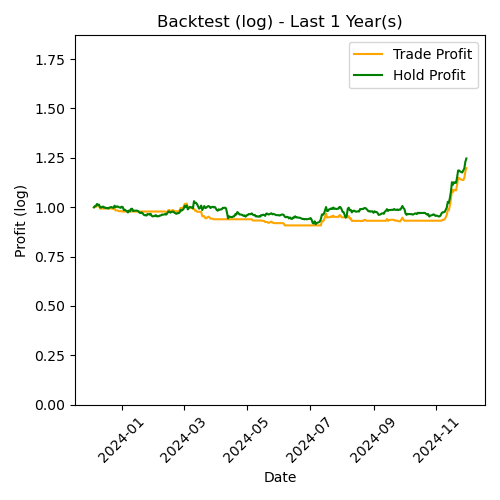 Backtest (log) - Last 1 Year(s)
Trade Profit
Hold Profit
Profit (log)
1.75
1.50
1.25
1.00
0.75
0.50
0.25
0.00
2024-01
2024-03
2024-05
2024-07
2024-09
2024-11
Date